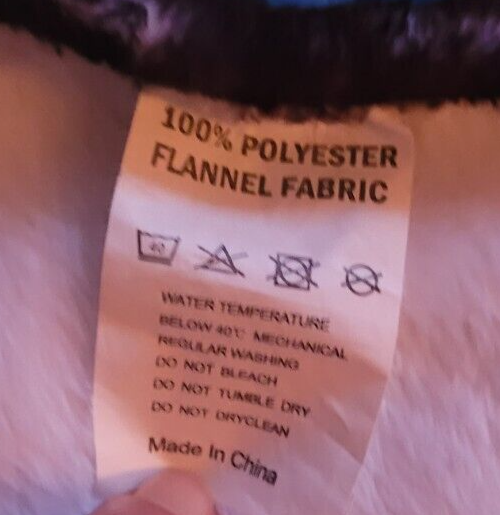 100% POLYESTER
FLANNEL FABRIC
40
WATER TEMPERATURE
BELOW 40℃ MECHANICAL
REGULAR WASHING
DO NOT BLEACH
DO NOT TUMBLE DRY
DO NOT DRYCLEAN
Made In China